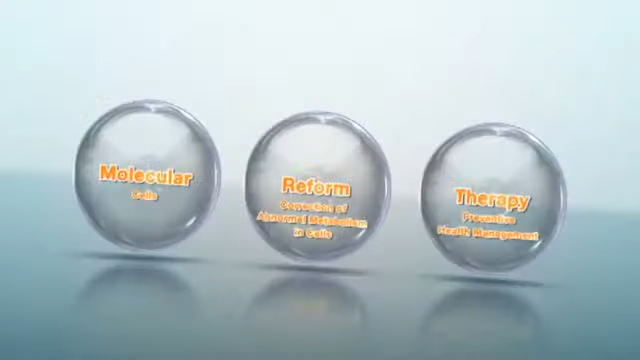 Molecular
Cells
Reform
Correction of
Abnormal Metabolism
in Cells
Therapy
Preventive
Health Management